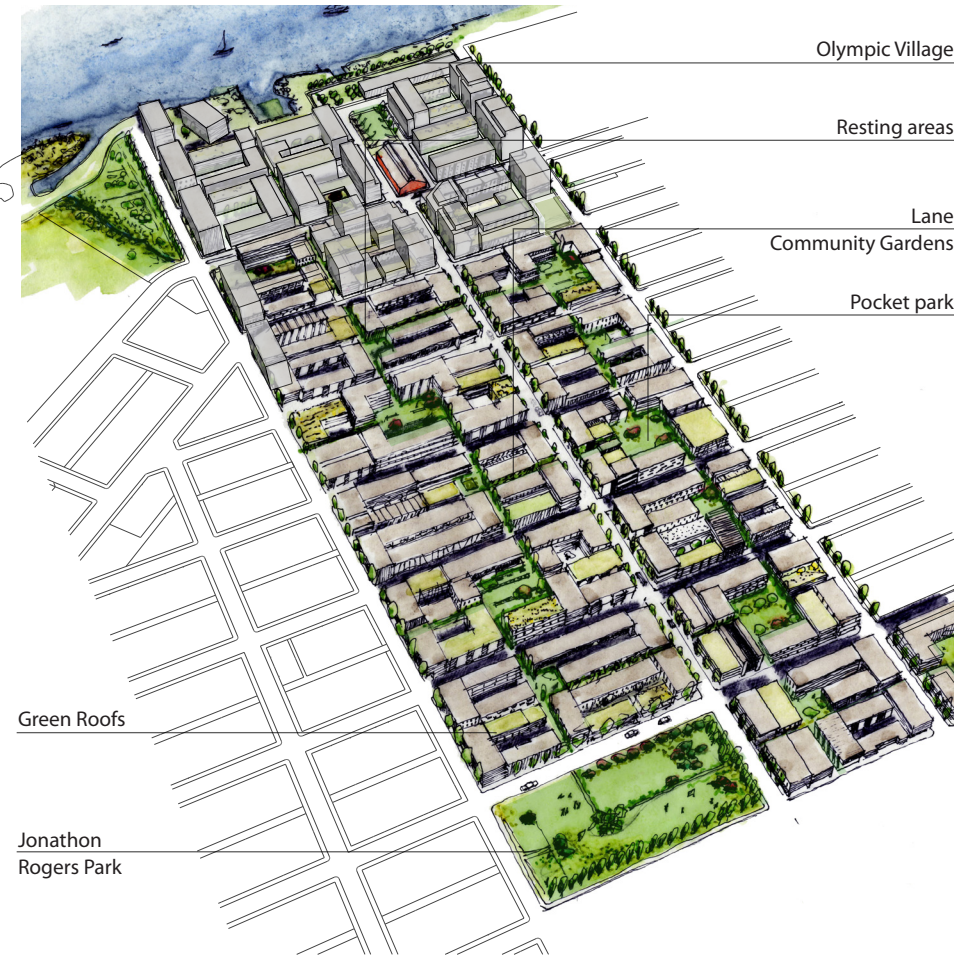 Olympic Village
Resting areas
Lane
Community Gardens
Pocket park
Green Roofs
Jonathon
Rogers Park